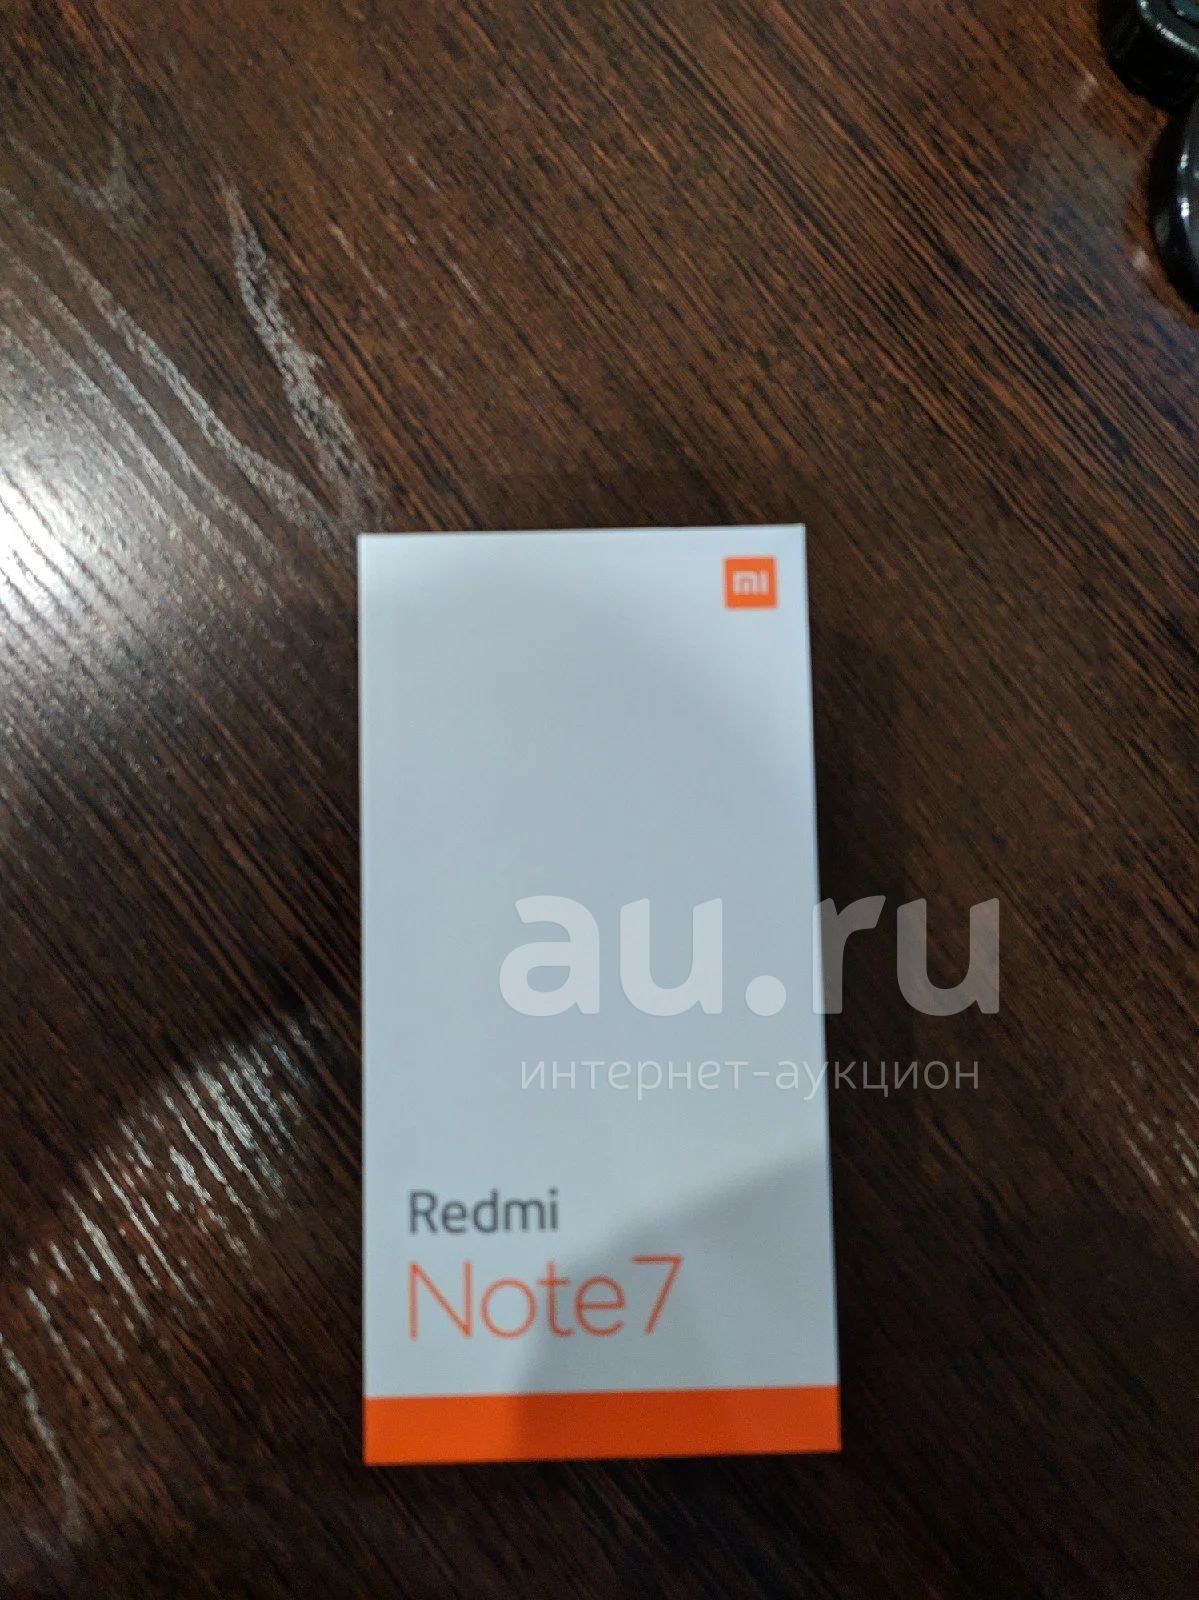 mi
au.ru
интернет-аукцион
Redmi
Note7